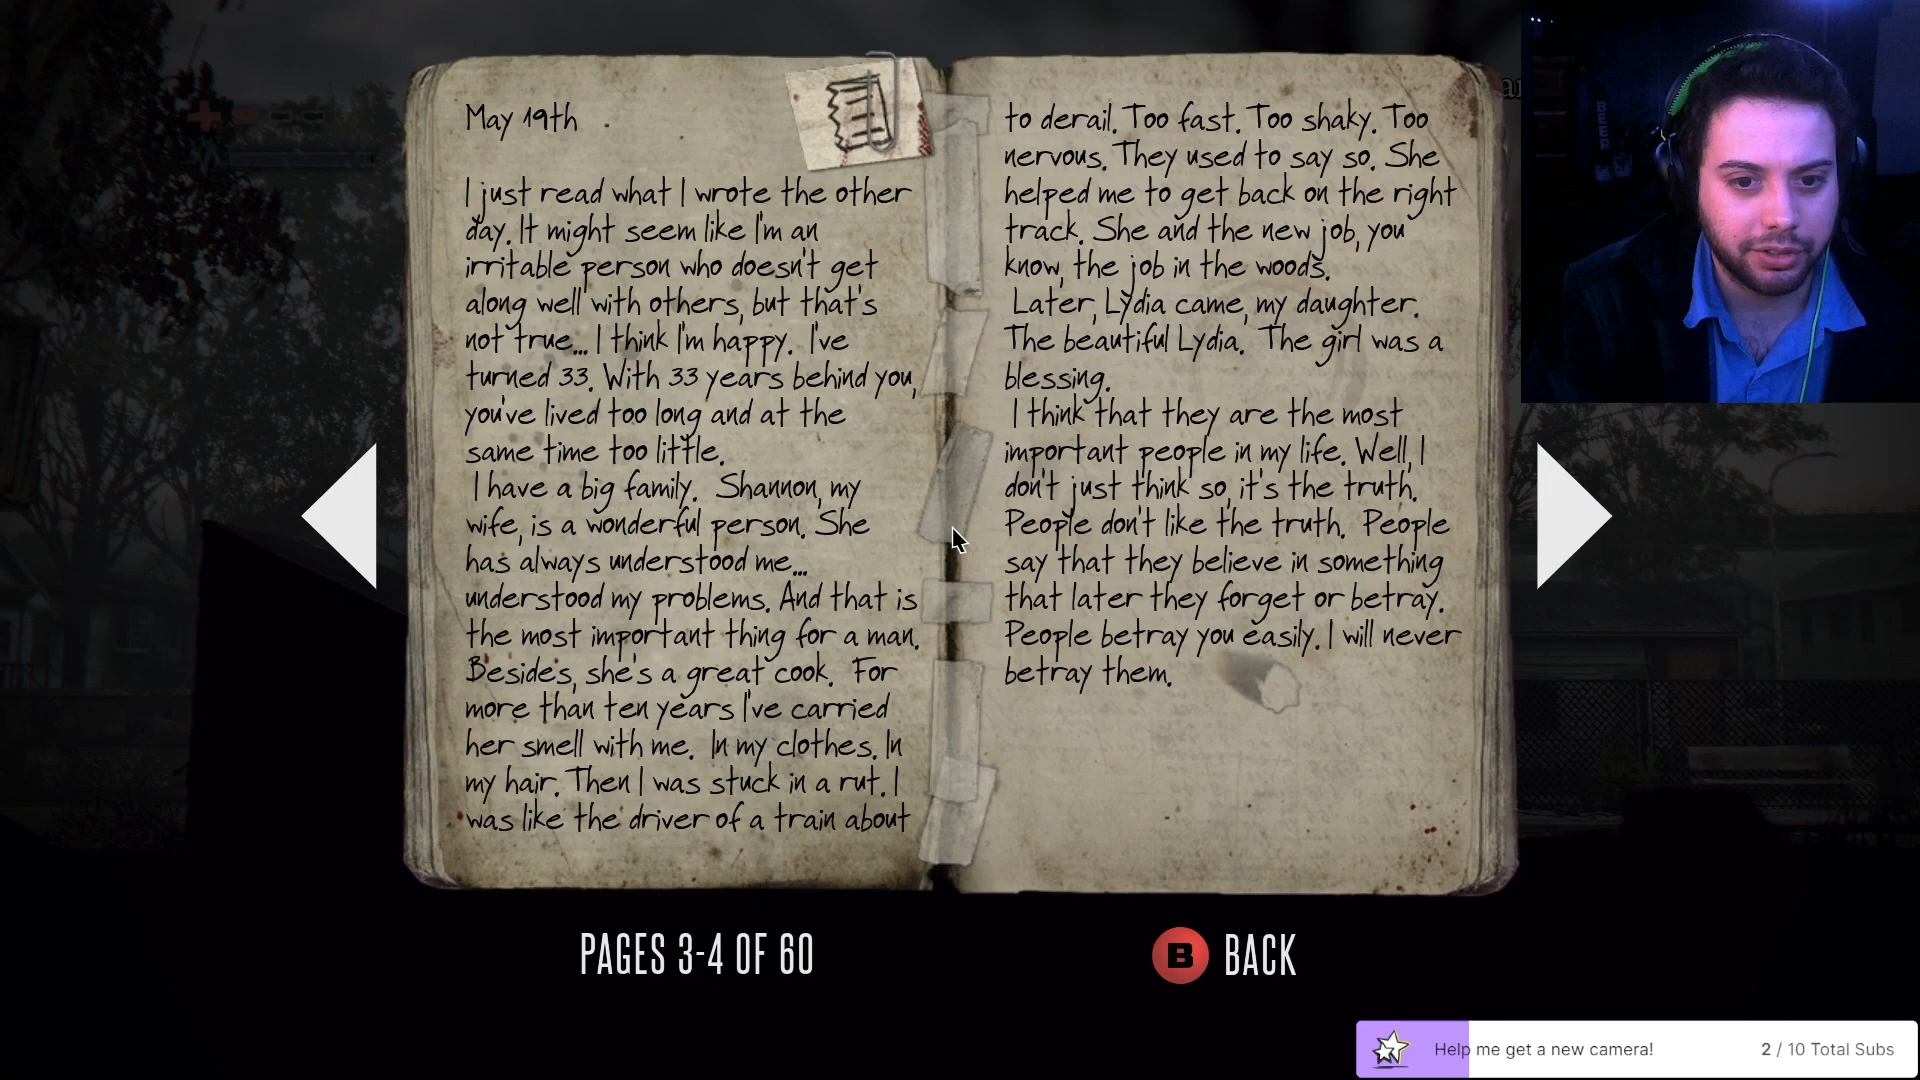 May 19th
I just read what I wrote the other
day. It might seem like I'm an
irritable person who doesn't get
along well with others, but that's
not true... I think I'm happy. I've
turned 33. With 33 years behind you,
you've lived too long and at the
same time too little.
I have a big family. Shannon, my
wife, is a wonderful person. She
has always understood me...
understood my problems. And that is
the most important thing for a man.
Besides, she's a great cook. For
more than ten years I've carried
her smell with me. In my clothes. In
my hair. Then I was stuck in a rut. I
was like the driver of a train about
to derail. Too fast. Too shaky. Too
nervous. They used to say so. She
helped me to get back on the right
track. She and the new job, you
know, the job in the woods.
Later, Lydia came, my daughter.
The beautiful Lydia. The girl was a
blessing.
I think that they are the most
important people in my life. Well, I
don't just think so, it's the truth.
People don't like the truth. People
say that they believe in something
that later they forget or betray.
People betray you easily. I will never
betray them.
PAGES 3-4 OF 60
B BACK
Help me get a new camera!
2 / 10 Total Subs